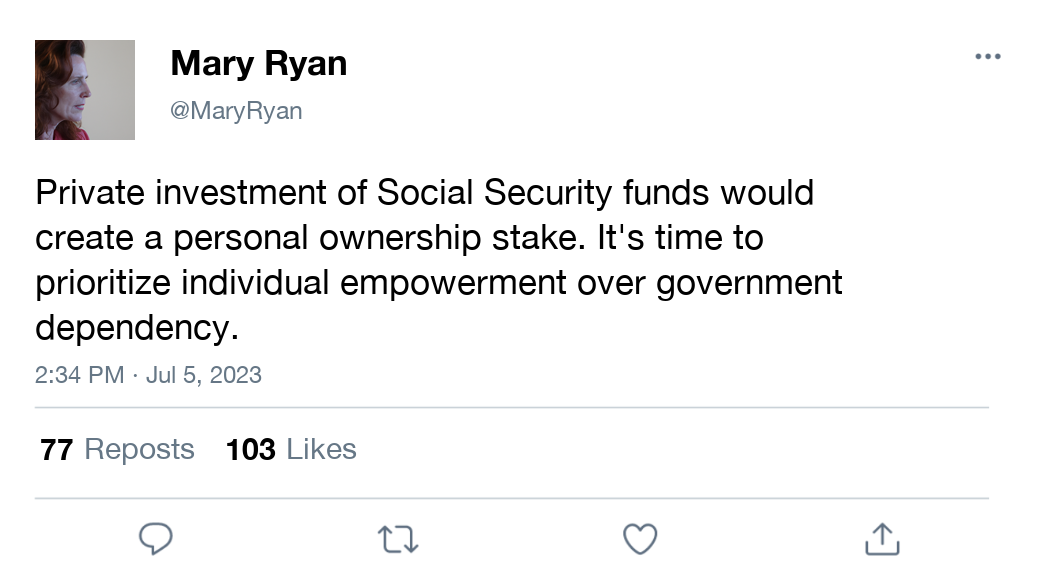 Mary Ryan
@MaryRyan
Private investment of Social Security funds would
create a personal ownership stake. It's time to
prioritize individual empowerment over government
dependency.
2:34 PM · Jul 5, 2023
77 Reposts 103 Likes